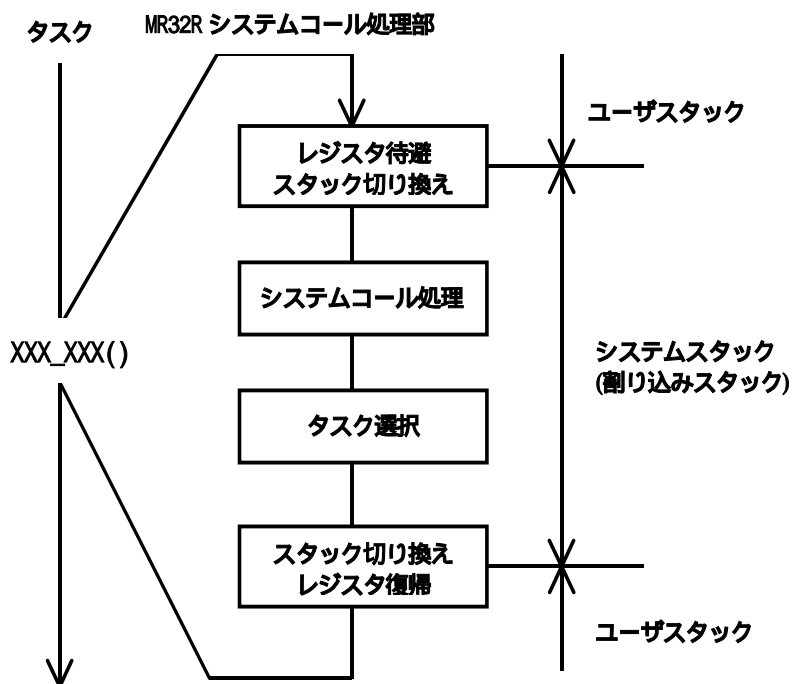 タスク
MR32R システムコール処理部
ユーザスタック
レジスタ待避
スタック切り換え
システムコール処理
XXX_XXX()
システムスタック
(割り込みスタック)
タスク選択
スタック切り換え
レジスタ復帰
ユーザスタック